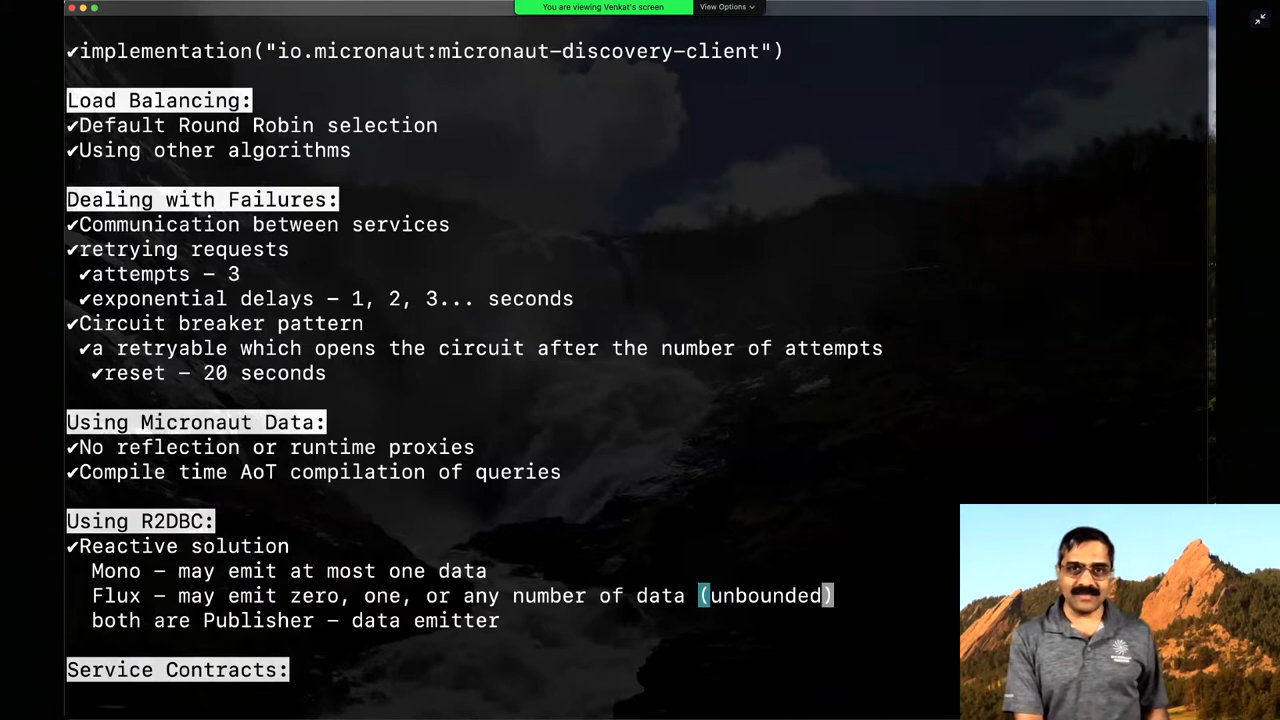 You are viewing Venkat's screen
View Options
✔implementation("io.micronaut:micronaut-discovery-client")
Load Balancing:
✔Default Round Robin selection
✔Using other algorithms
Dealing with Failures:
✔Communication between services
✔retrying requests
✔attempts – 3
✔exponential delays – 1, 2, 3... seconds
✔Circuit breaker pattern
✔a retryable which opens the circuit after the number of attempts
✔reset – 20 seconds
Using Micronaut Data:
✔No reflection or runtime proxies
✔Compile time AoT compilation of queries
Using R2DBC:
✔Reactive solution
Mono – may emit at most one data
Flux – may emit zero, one, or any number of data (unbounded)
both are Publisher – data emitter
Service Contracts: